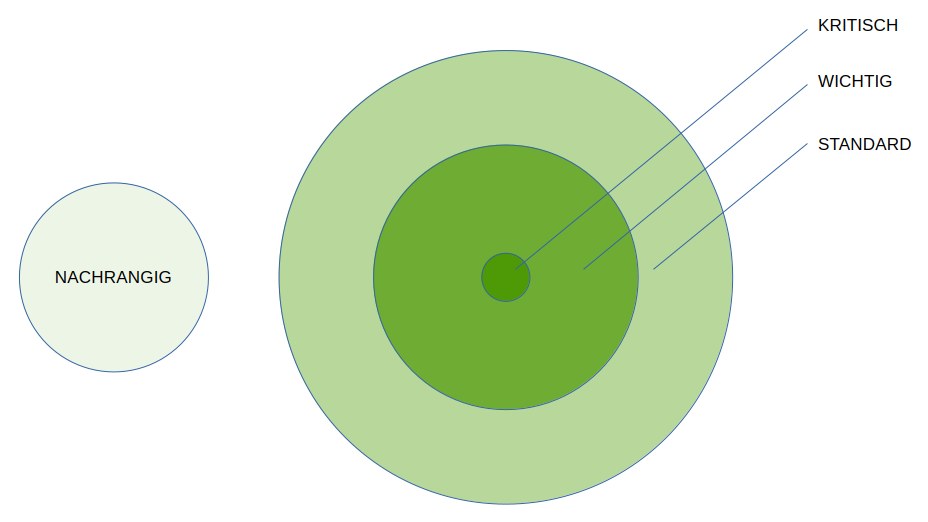 KRITISCH
WICHTIG
STANDARD
NACHRANGIG